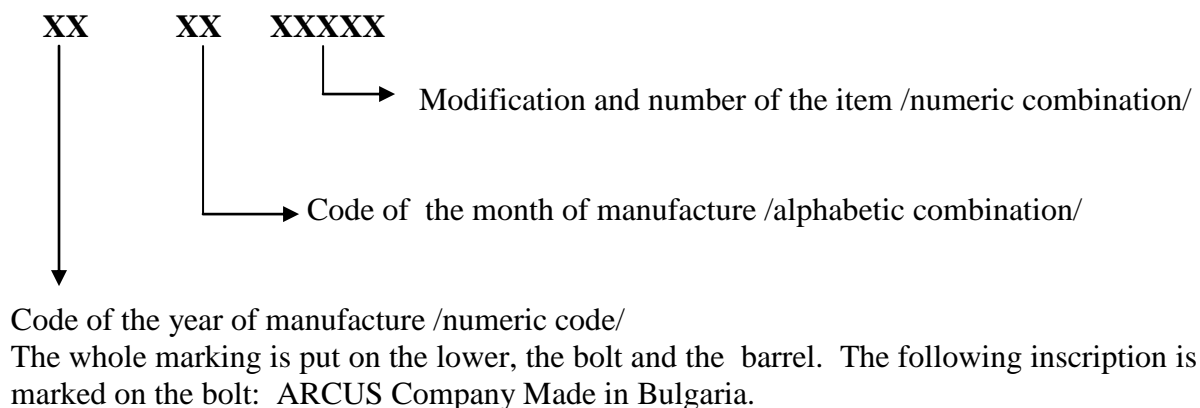 XX XX XXXXX
Modification and number of the item /numeric combination/
Code of the month of manufacture /alphabetic combination/
Code of the year of manufacture /numeric code/
The whole marking is put on the lower, the bolt and the barrel. The following inscription is
marked on the bolt: ARCUS Company Made in Bulgaria.